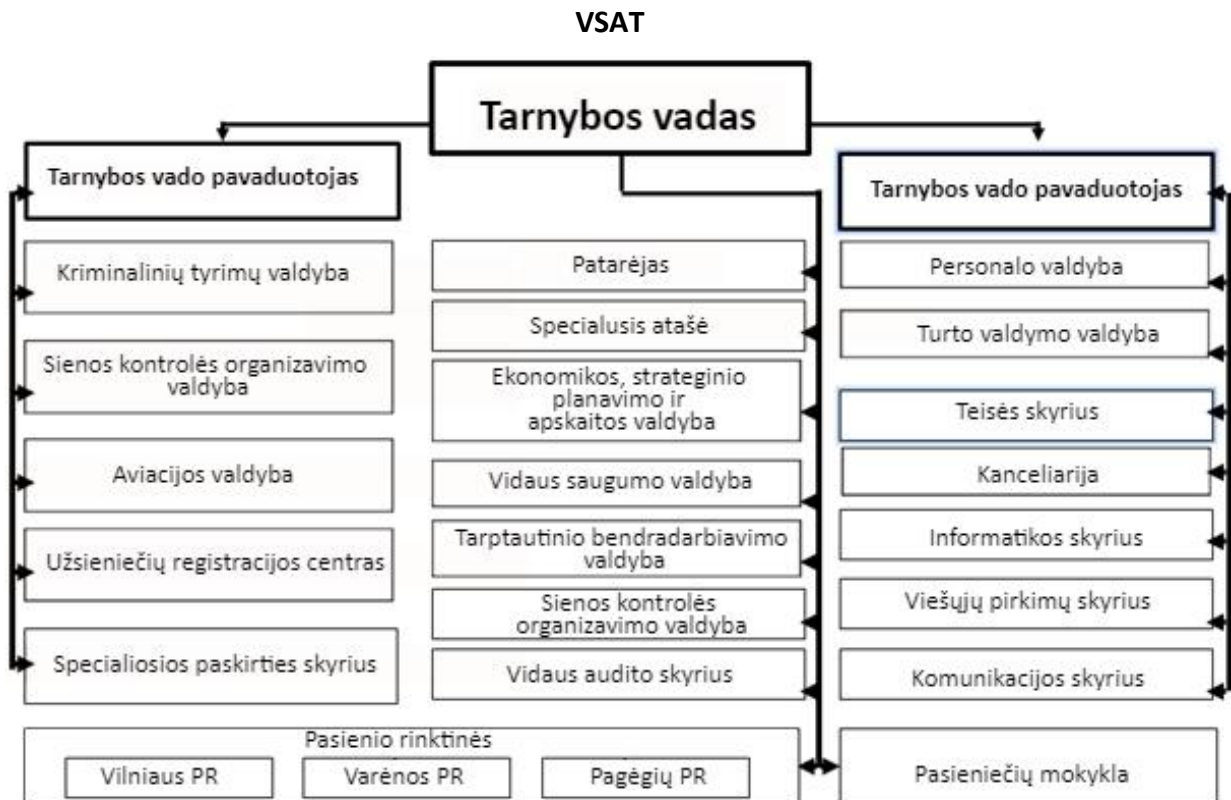 VSAT
Tarnybos vadas
Tarnybos vado pavaduotojas
Kriminalinių tyrimų valdyba
Sienos kontrolės organizavimo
valdyba
Aviacijos valdyba
Užsieniečių registracijos centras
Specialiosios paskirties skyrius
Patarėjas
Specialusis atašė
Ekonomikos, strateginio
planavimo ir
apskaitos valdyba
Vidaus saugumo valdyba
Tarptautinio bendradarbiavimo
valdyba
Sienos kontrolės
organizavimo valdyba
Vidaus audito skyrius
Tarnybos vado pavaduotojas
Personalo valdyba
Turto valdymo valdyba
Teisės skyrius
Kanceliarija
Informatikos skyrius
Viešųjų pirkimų skyrius
Komunikacijos skyrius
Pasienio rinktinės
Vilniaus PR
Varėnos PR
Pagėgių PR
Pasieniečių mokykla